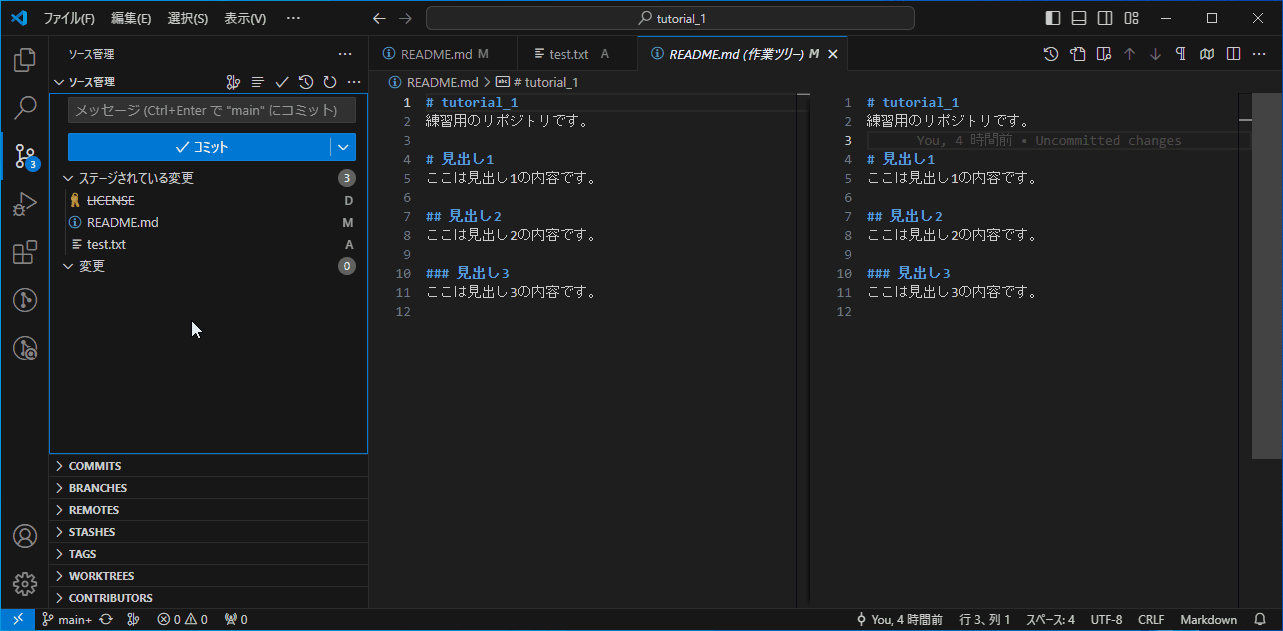 ファイル(F) 編集(E) 選択(S) 表示(V) ··· tutorial_1
ソース管理 ···
ソース管理 ···
メッセージ (Ctrl+Enter で "main" にコミット)
コミット
ステージされている変更 3
LICENSE D
README.md M
test.txt A
変更 0
COMMITS
BRANCHES
REMOTES
STASHES
TAGS
WORKTREES
CONTRIBUTORS
README.md M test.txt A README.md (作業ツリー) M ···
README.md > abc # tutorial_1
1 # tutorial_1
2 練習用のリポジトリです。
3
4 # 見出し1
5 ここは見出し1の内容です。
6
7 ## 見出し2
8 ここは見出し2の内容です。
9
10 ### 見出し3
11 ここは見出し3の内容です。
12
1 # tutorial_1
2 練習用のリポジトリです。
3 You, 4 時間前 • Uncommitted changes
4 # 見出し1
5 ここは見出し1の内容です。
6
7 ## 見出し2
8 ここは見出し2の内容です。
9
10 ### 見出し3
11 ここは見出し3の内容です。
12
3
main+ 0 0 0 You, 4 時間前 行 3、列 1 スペース: 4 UTF-8 CRLF Markdown